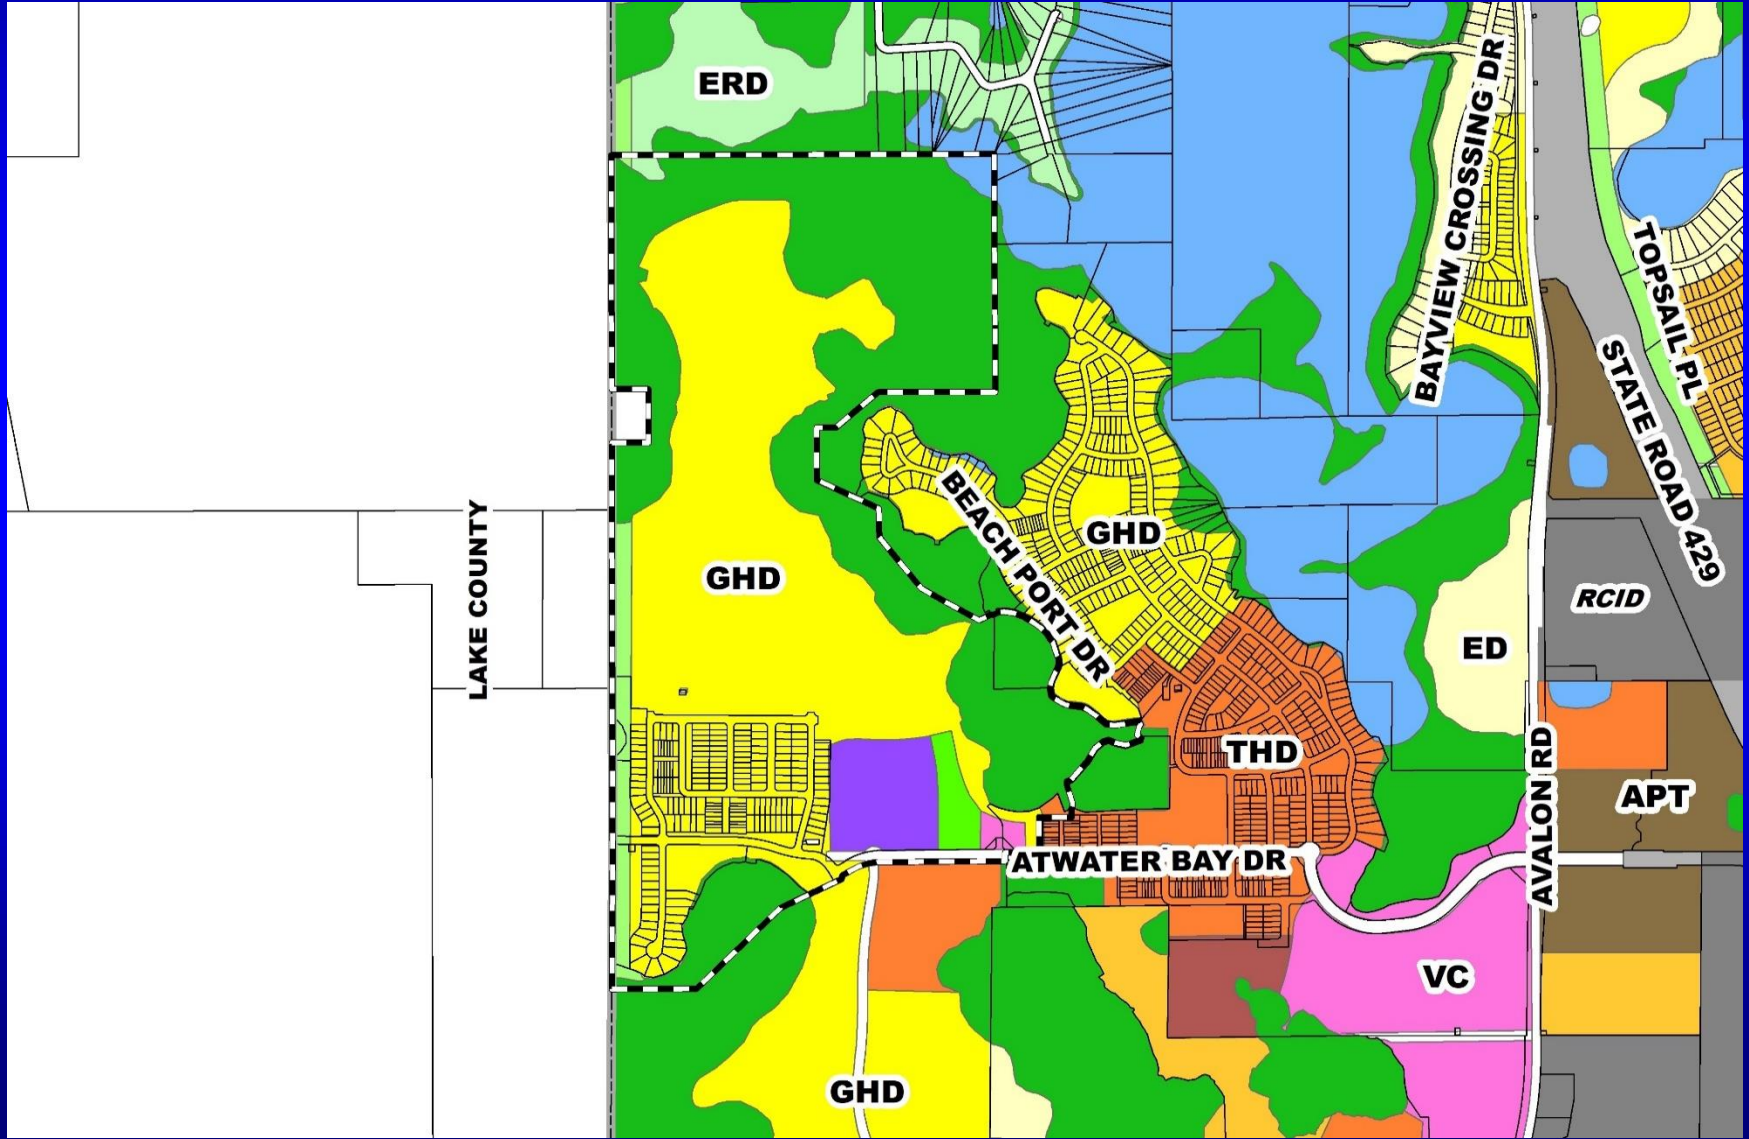 ERD
BAYVIEW CROSSING DR
TOPSAIL PL
STATE ROAD 429
LAKE COUNTY
GHD
BEACH PORT DR
GHD
RCID
ED
THD
AVALON RD
APT
ATWATER BAY DR
VC
GHD